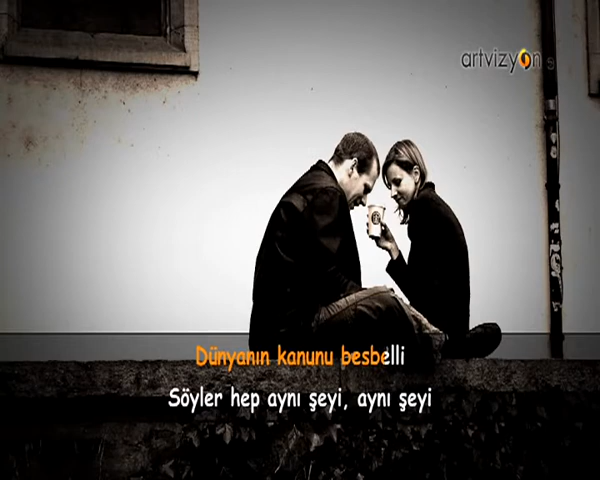 artvizyon
Dünyanın kanunu besbelli
Söyler hep aynı şeyi, aynı şeyi